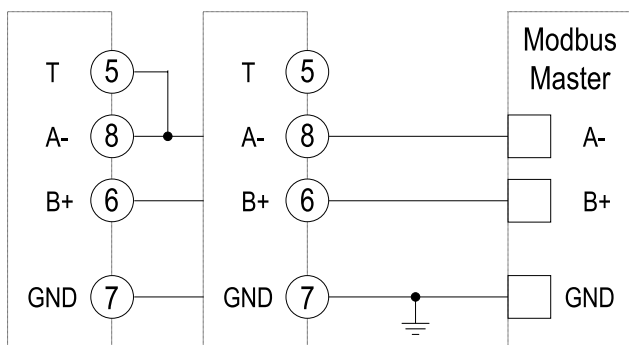 T 5 T 5 Modbus
Master
A- 8 A- 8 A-
B+ 6 B+ 6 B+
GND 7 GND 7 GND